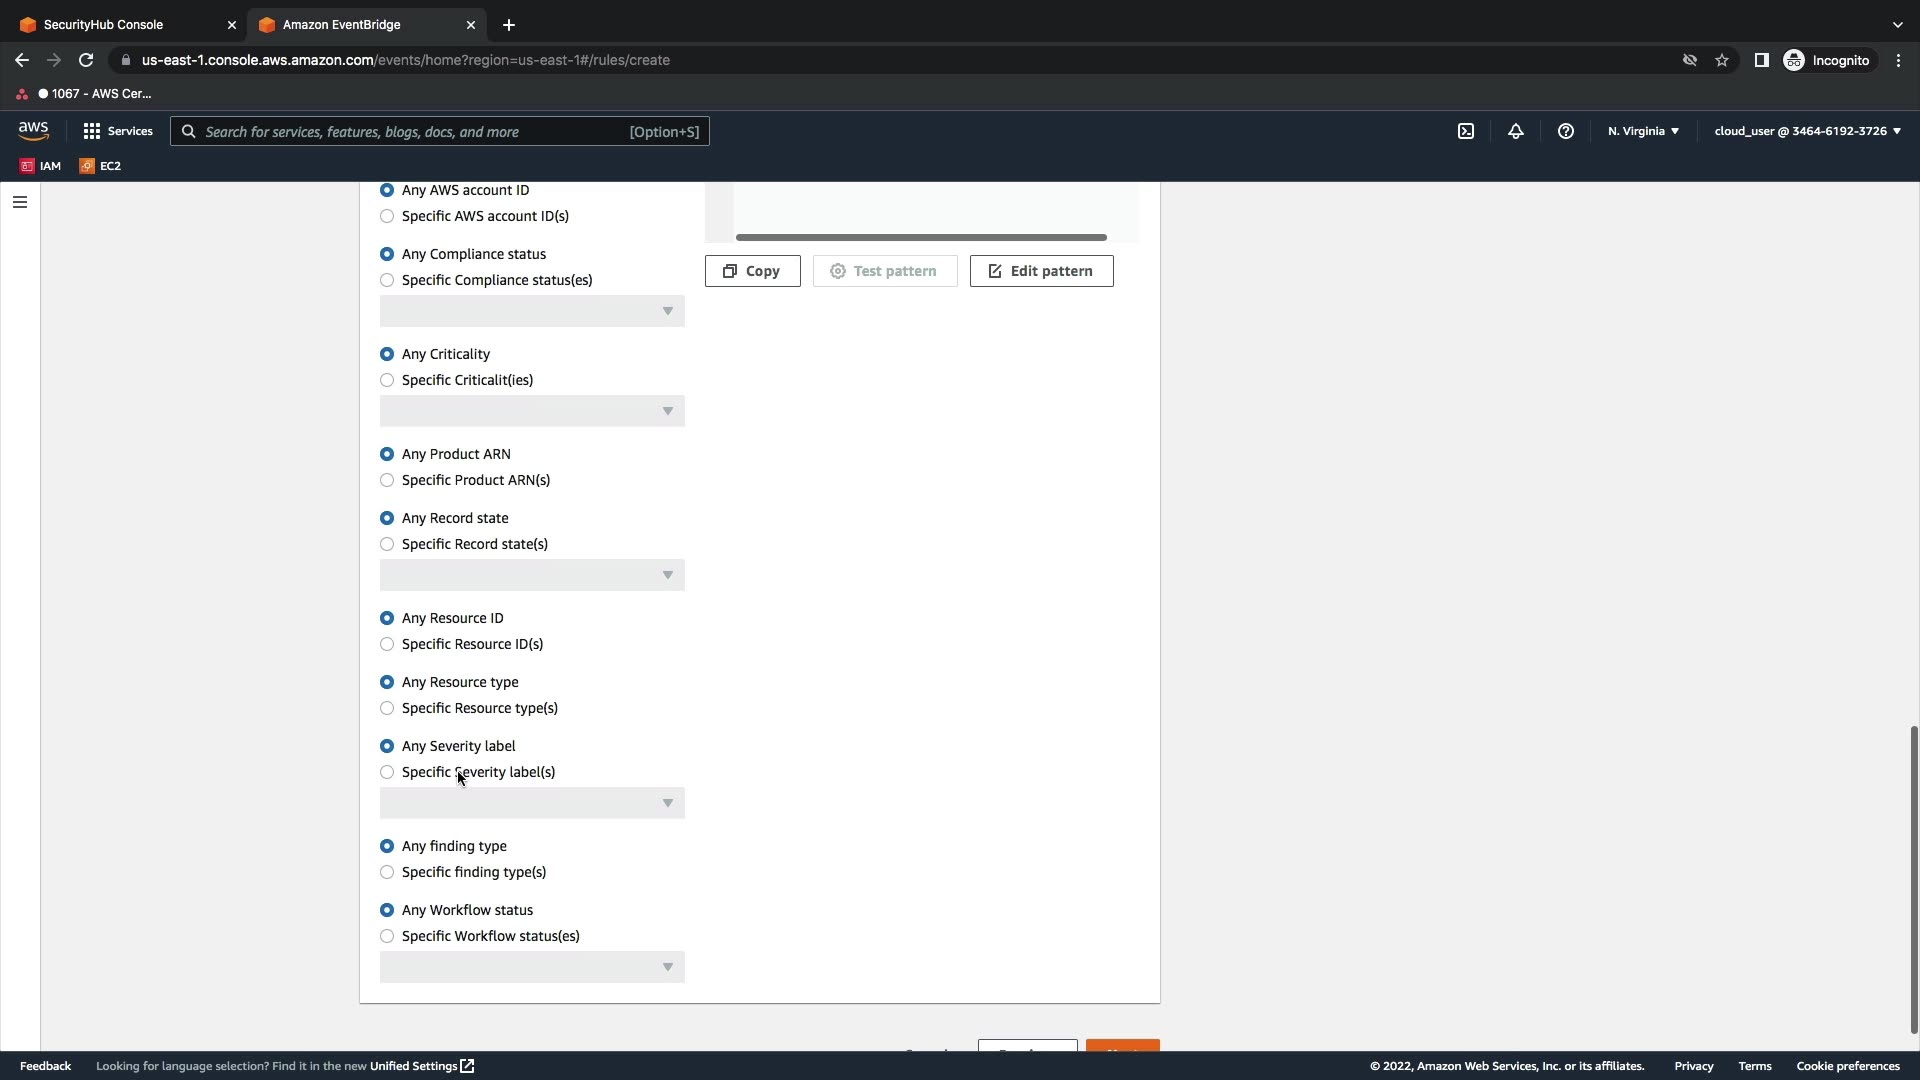 SecurityHub Console
Amazon EventBridge
us-east-1.console.aws.amazon.com/events/home?region=us-east-1#/rules/create
Incognito
1067 - AWS Cer...
aws
Services
Search for services, features, blogs, docs, and more
[Option+S]
N. Virginia
cloud_user @ 3464-6192-3726
IAM
EC2
Any AWS account ID
Specific AWS account ID(s)
Any Compliance status
Specific Compliance status(es)
Copy
Test pattern
Edit pattern
Any Criticality
Specific Criticalit(ies)
Any Product ARN
Specific Product ARN(s)
Any Record state
Specific Record state(s)
Any Resource ID
Specific Resource ID(s)
Any Resource type
Specific Resource type(s)
Any Severity label
Specific Severity label(s)
Any finding type
Specific finding type(s)
Any Workflow status
Specific Workflow status(es)
Feedback
Looking for language selection? Find it in the new Unified Settings
© 2022, Amazon Web Services, Inc. or its affiliates.
Privacy
Terms
Cookie preferences